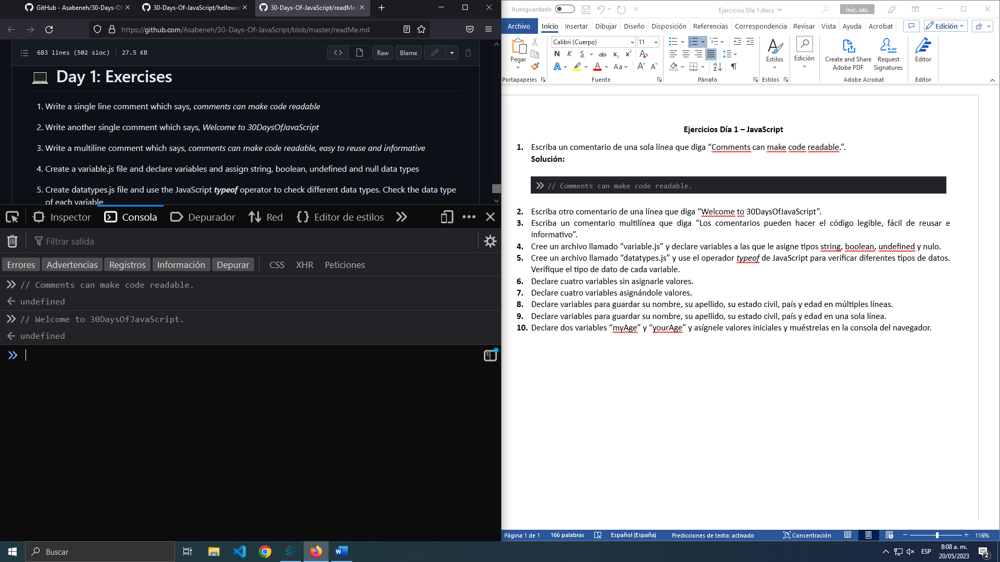 GitHub - Asabeneh/30-Days-Of
30-Days-Of-JavaScript/hellowor
30-Days-Of-JavaScript/readMe.
https://github.com/Asabeneh/30-Days-Of-JavaScript/blob/master/readMe.md
683 lines (502 sloc)
27.5 KB
Raw
Blame
Day 1: Exercises
1. Write a single line comment which says, comments can make code readable
2. Write another single comment which says, Welcome to 30DaysOfJavaScript
3. Write a multiline comment which says, comments can make code readable, easy to reuse and informative
4. Create a variable.js file and declare variables and assign string, boolean, undefined and null data types
5. Create datatypes.js file and use the JavaScript typeof operator to check different data types. Check the data type
of each variable
Inspector
Consola
Depurador
Red
Editor de estilos
Filtrar salida
Errores
Advertencias
Registros
Información
Depurar
CSS
XHR
Peticiones
// Comments can make code readable.
undefined
// Welcome to 30DaysOfJavaScript.
undefined
Autoguardado
Ejercicios Día 1.docx
Inic. ses.
Archivo
Inicio
Insertar
Dibujar
Diseño
Disposición
Referencias
Correspondencia
Revisar
Vista
Ayuda
Acrobat
Edición
Pegar
Portapapeles
Calibri (Cuerpo)
11
N K S ab x₂ x²
A A Aa A A
Fuente
Párrafo
Estilos
Estilos
Edición
Create and Share
Adobe PDF
Request
Signatures
Adobe Acrobat
Editor
Editor
Ejercicios Día 1 – JavaScript
1. Escriba un comentario de una sola línea que diga “Comments can make code readable.”.
Solución:
// Comments can make code readable.
2. Escriba otro comentario de una línea que diga “Welcome to 30DaysOfJavaScript”.
3. Escriba un comentario multilínea que diga “Los comentarios pueden hacer el código legible, fácil de reusar e
informativo”.
4. Cree un archivo llamado “variable.js” y declare variables a las que le asigne tipos string, boolean, undefined y nulo.
5. Cree un archivo llamado “datatypes.js” y use el operador typeof de JavaScript para verificar diferentes tipos de datos.
Verifique el tipo de dato de cada variable.
6. Declare cuatro variables sin asignarle valores.
7. Declare cuatro variables asignándole valores.
8. Declare variables para guardar su nombre, su apellido, su estado civil, país y edad en múltiples líneas.
9. Declare variables para guardar su nombre, su apellido, su estado civil, país y edad en una sola línea.
10. Declare dos variables “myAge” y “yourAge” y asígnele valores iniciales y muéstrelas en la consola del navegador.
Página 1 de 1
166 palabras
Español (España)
Predicciones de texto: activado
Concentración
116%
Buscar
ESP
8:08 a. m.
20/05/2023
2